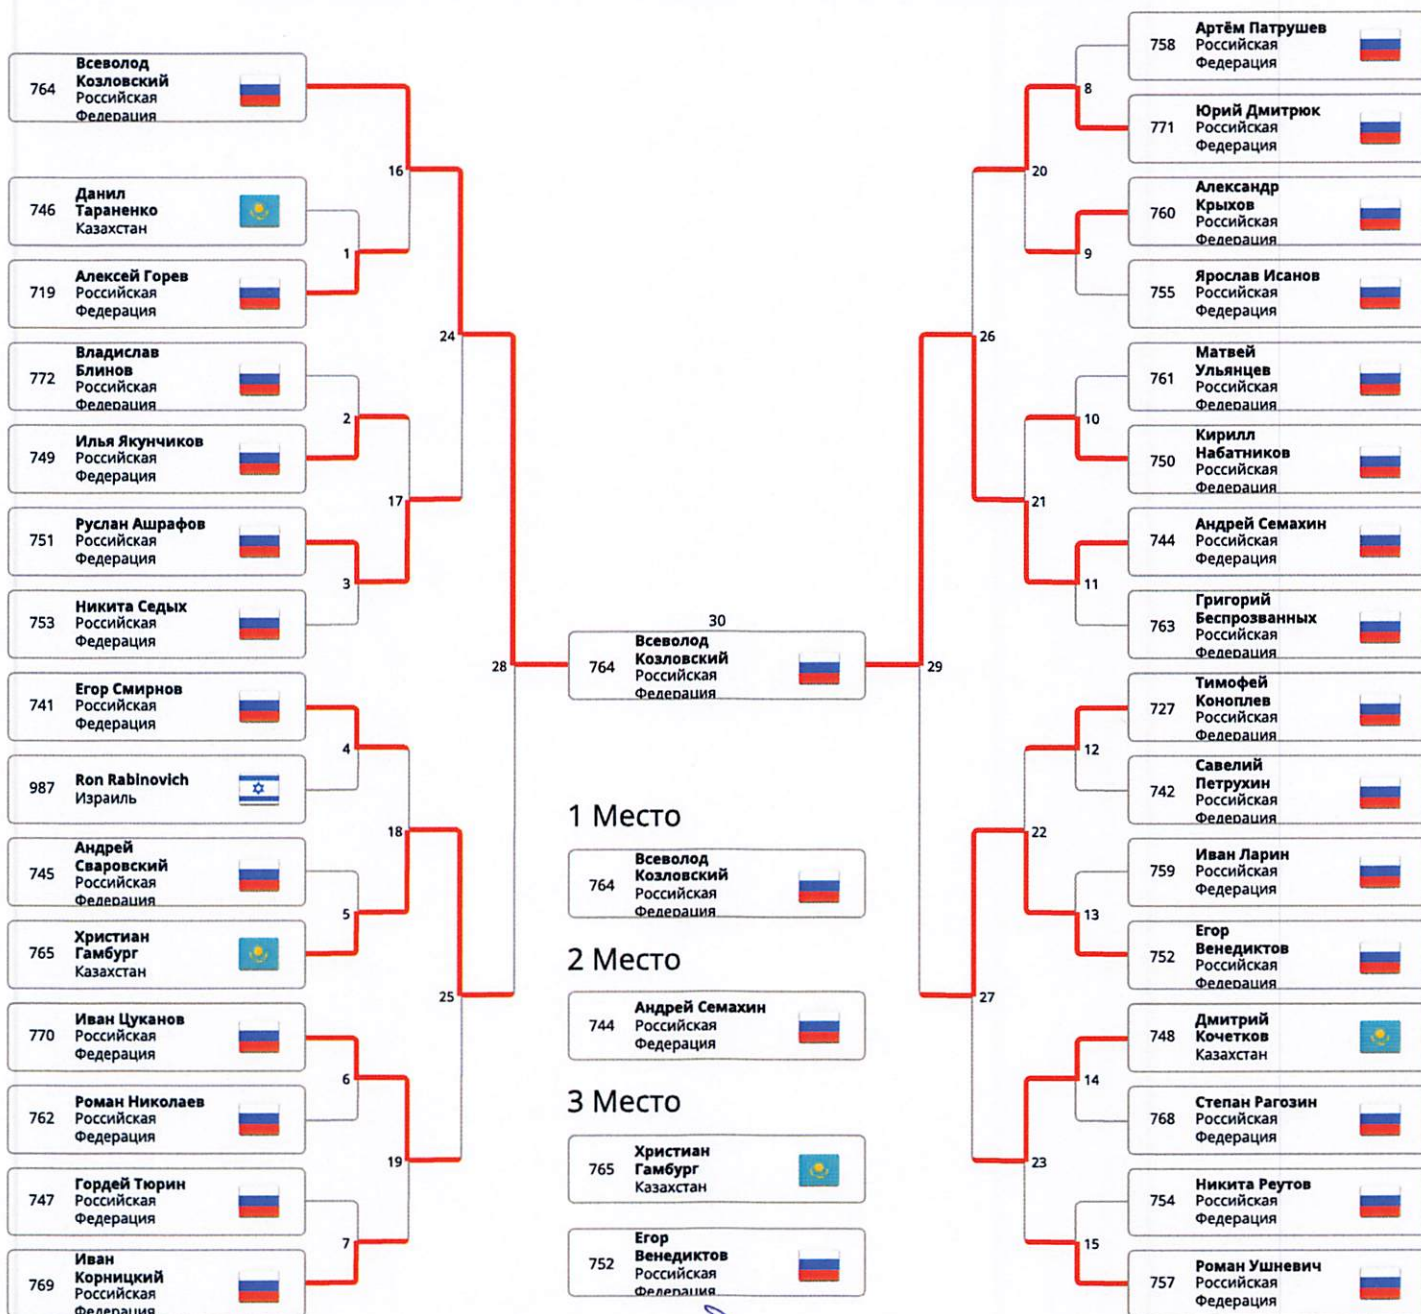 764
Всеволод
Козловский
Российская
Федерация
746
Данил
Тараненко
Казахстан
719
Алексей Горев
Российская
Федерация
772
Владислав
Блинов
Российская
Федерация
749
Илья Якунчиков
Российская
Федерация
751
Руслан Ашрафов
Российская
Федерация
753
Никита Седых
Российская
Федерация
741
Егор Смирнов
Российская
Федерация
987
Ron Rabinovich
Израиль
745
Андрей
Сваровский
Российская
Федерация
765
Христиан
Гамбург
Казахстан
770
Иван Цуканов
Российская
Федерация
762
Роман Николаев
Российская
Федерация
747
Гордей Тюрин
Российская
Федерация
769
Иван
Корницкий
Российская
Федерация
1
2
3
4
5
6
7
16
17
18
19
24
25
28
30
764
Всеволод
Козловский
Российская
Федерация
1 Место
764
Всеволод
Козловский
Российская
Федерация
2 Место
744
Андрей Семахин
Российская
Федерация
3 Место
765
Христиан
Гамбург
Казахстан
752
Егор
Венедиктов
Российская
Федерация
29
26
27
20
21
22
23
8
9
10
11
12
13
14
15
758
Артём Патрушев
Российская
Федерация
771
Юрий Дмитрюк
Российская
Федерация
760
Александр
Крыхов
Российская
Федерация
755
Ярослав Исанов
Российская
Федерация
761
Матвей
Ульянцев
Российская
Федерация
750
Кирилл
Набатников
Российская
Федерация
744
Андрей Семахин
Российская
Федерация
763
Григорий
Беспрозванных
Российская
Федерация
727
Тимофей
Коноплев
Российская
Федерация
742
Савелий
Петрухин
Российская
Федерация
759
Иван Ларин
Российская
Федерация
752
Егор
Венедиктов
Российская
Федерация
748
Дмитрий
Кочетков
Казахстан
768
Степан Рагозин
Российская
Федерация
754
Никита Реутов
Российская
Федерация
757
Роман Ушневич
Российская
Федерация